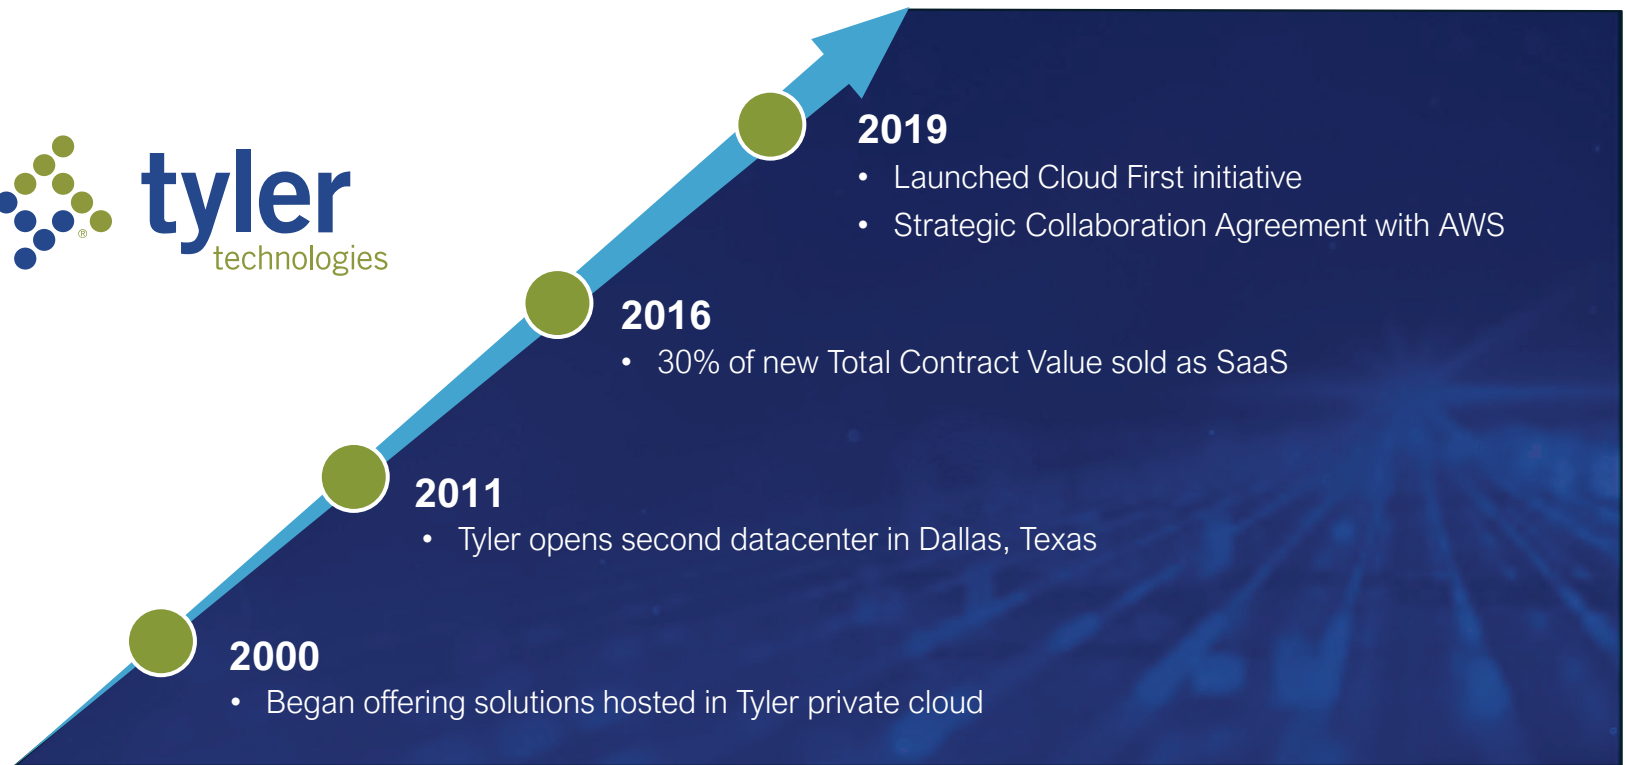 tyler
technologies
®
2019
• Launched Cloud First initiative
• Strategic Collaboration Agreement with AWS
2016
• 30% of new Total Contract Value sold as SaaS
2011
• Tyler opens second datacenter in Dallas, Texas
2000
• Began offering solutions hosted in Tyler private cloud